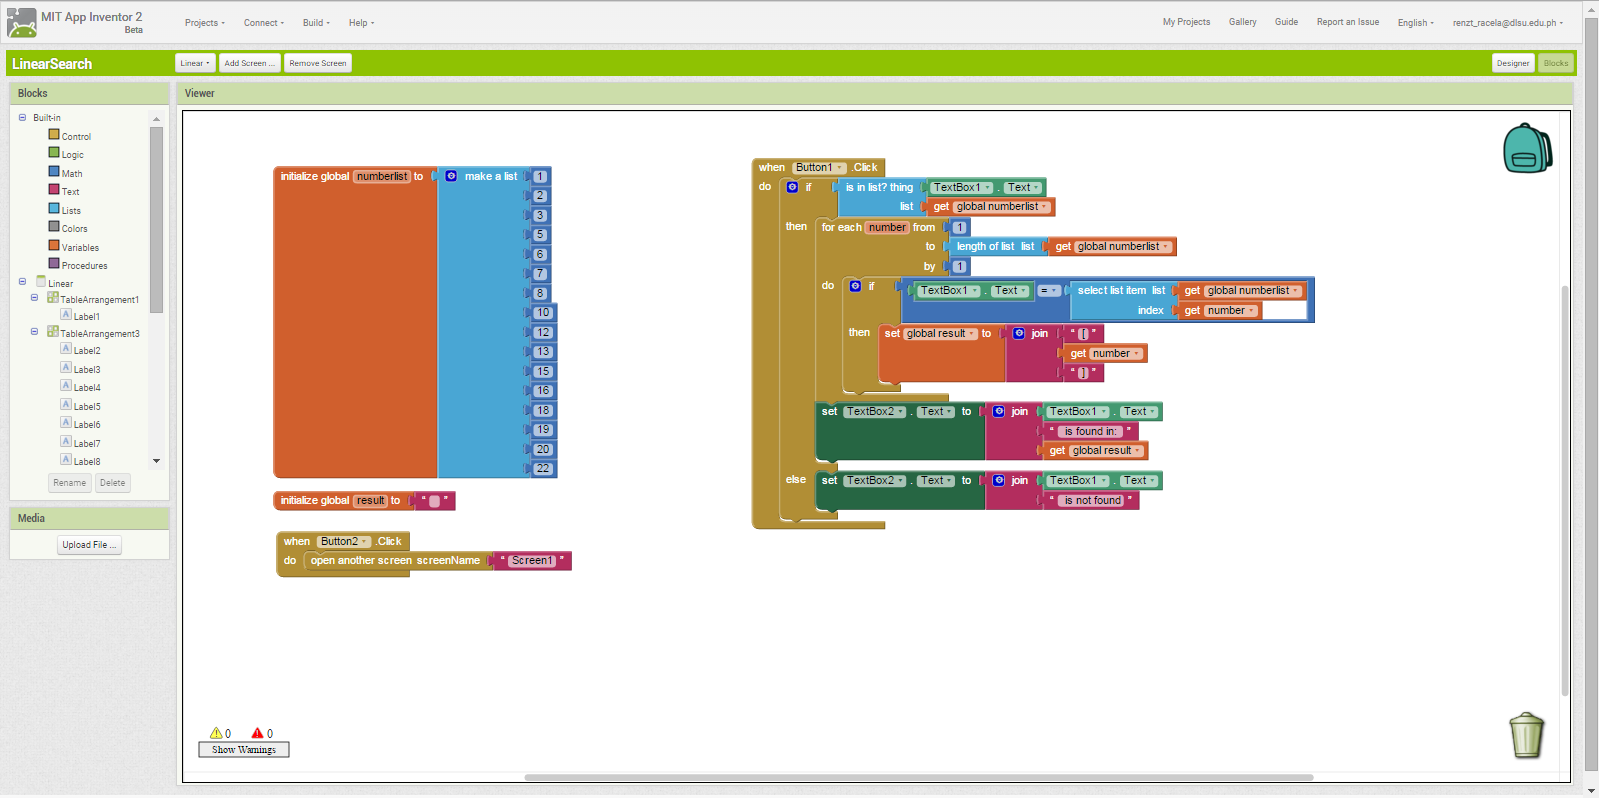 MIT App Inventor 2
Beta
Projects Connect Build Help
My Projects Gallery Guide Report an Issue English renzt_racela@dlsu.edu.ph
LinearSearch
Linear Add Screen ... Remove Screen
Designer Blocks
Blocks
Built-in
Control
Logic
Math
Text
Lists
Colors
Variables
Procedures
Linear
TableArrangement1
Label1
TableArrangement3
Label2
Label3
Label4
Label5
Label6
Label7
Label8
Rename Delete
Media
Upload File ...
Viewer
initialize global numberlist to make a list 1
2
3
5
6
7
8
10
12
13
15
16
18
19
20
22
initialize global result to " "
when Button2 .Click
do open another screen screenName " Screen1 "
when Button1 .Click
do if is in list? thing TextBox1 . Text
list get global numberlist
then for each number from 1
to length of list list get global numberlist
by 1
do if TextBox1 . Text = select list item list get global numberlist
index get number
then set global result to join " [ "
get number
" ] "
set TextBox2 . Text to join TextBox1 . Text
" is found in: "
get global result
else set TextBox2 . Text to join TextBox1 . Text
" is not found "
0 0
Show Warnings